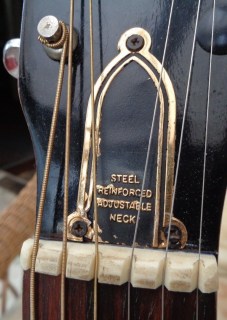 STEEL
REINFORCED
ADJUSTABLE
NECK